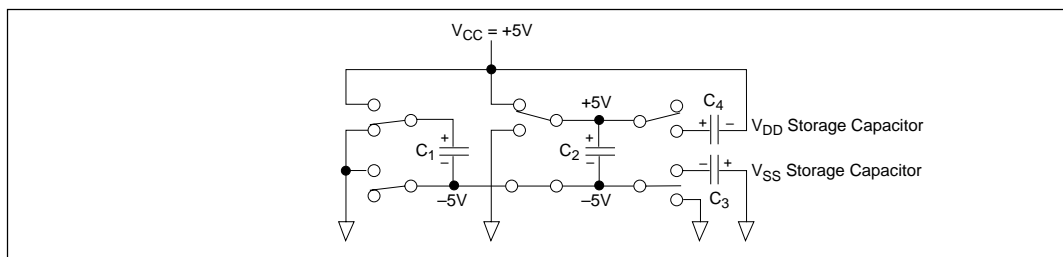 VCC = +5V
+5V
C4
+
–
VDD Storage Capacitor
+
C1
–
+
C2
–
–
+
VSS Storage Capacitor
C3
–5V
–5V